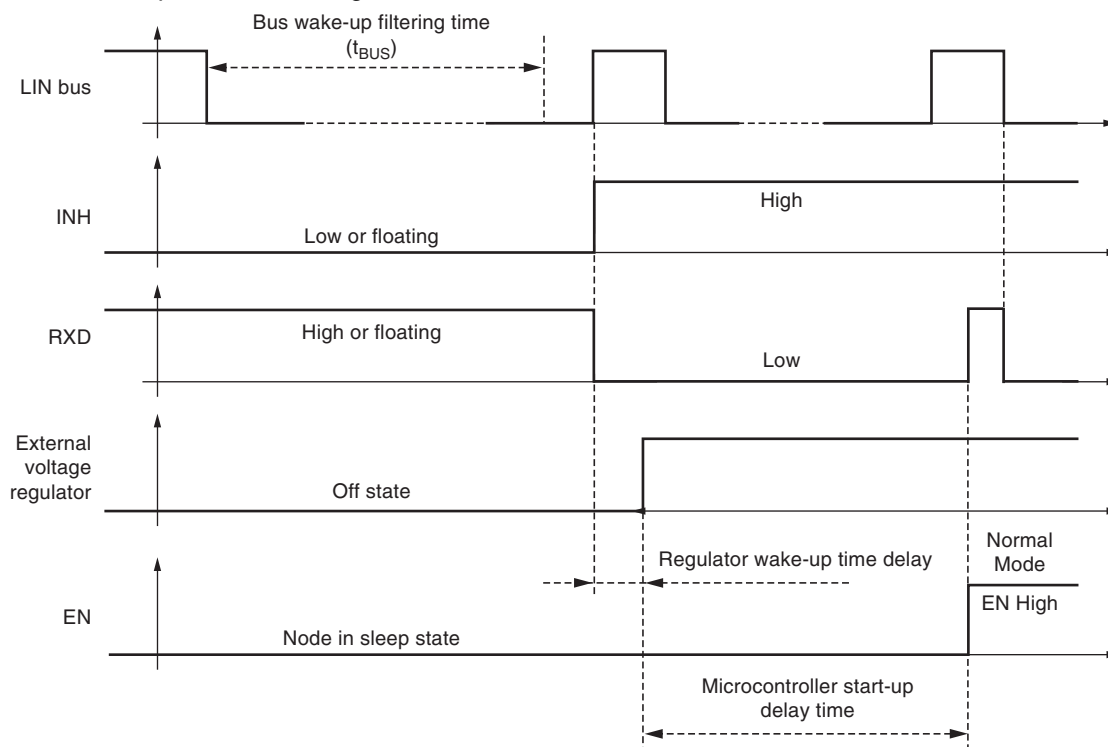 Bus wake-up filtering time
(tBUS)
LIN bus
INH
High
Low or floating
RXD
High or floating
Low
External
voltage
regulator
Off state
Regulator wake-up time delay
Normal
Mode
EN
EN High
Node in sleep state
Microcontroller start-up
delay time